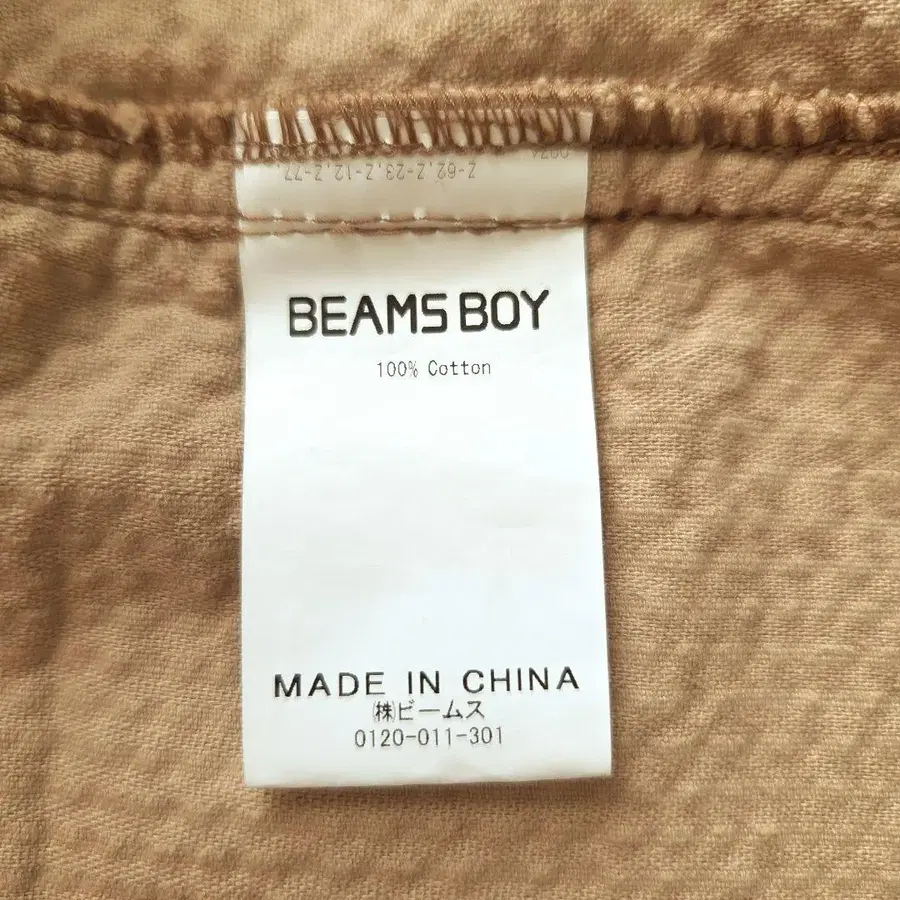 Z-62,Z-23,Z-12,Z-77,
BEAMS BOY
100% Cotton
MADE IN CHINA
㈱ビームス
0120-011-301